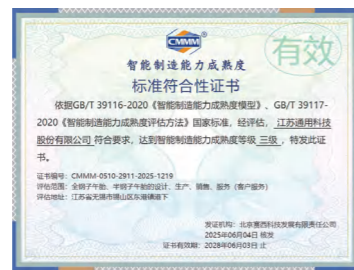 CMMM
有效
智能制造能力成熟度
标准符合性证书
依据GB/T 39116-2020《智能制造能力成熟度模型》、GB/T 39117-
2020《智能制造能力成熟度评估方法》国家标准，经评估，江苏通用科技
股份有限公司 符合要求，达到智能制造能力成熟度等级 三级，特发此证
书。
证书编号：CMMM-0510-2911-2025-1219
评估范围：全钢子午胎、半钢子午胎的设计、生产、销售、服务（客户服务）
评估地址：江苏省无锡市锡山区东港镇港下
发证机构：北京赛西科技发展有限责任公司
2025年06月04日 核发
证书有效期：2028年06月03日 止